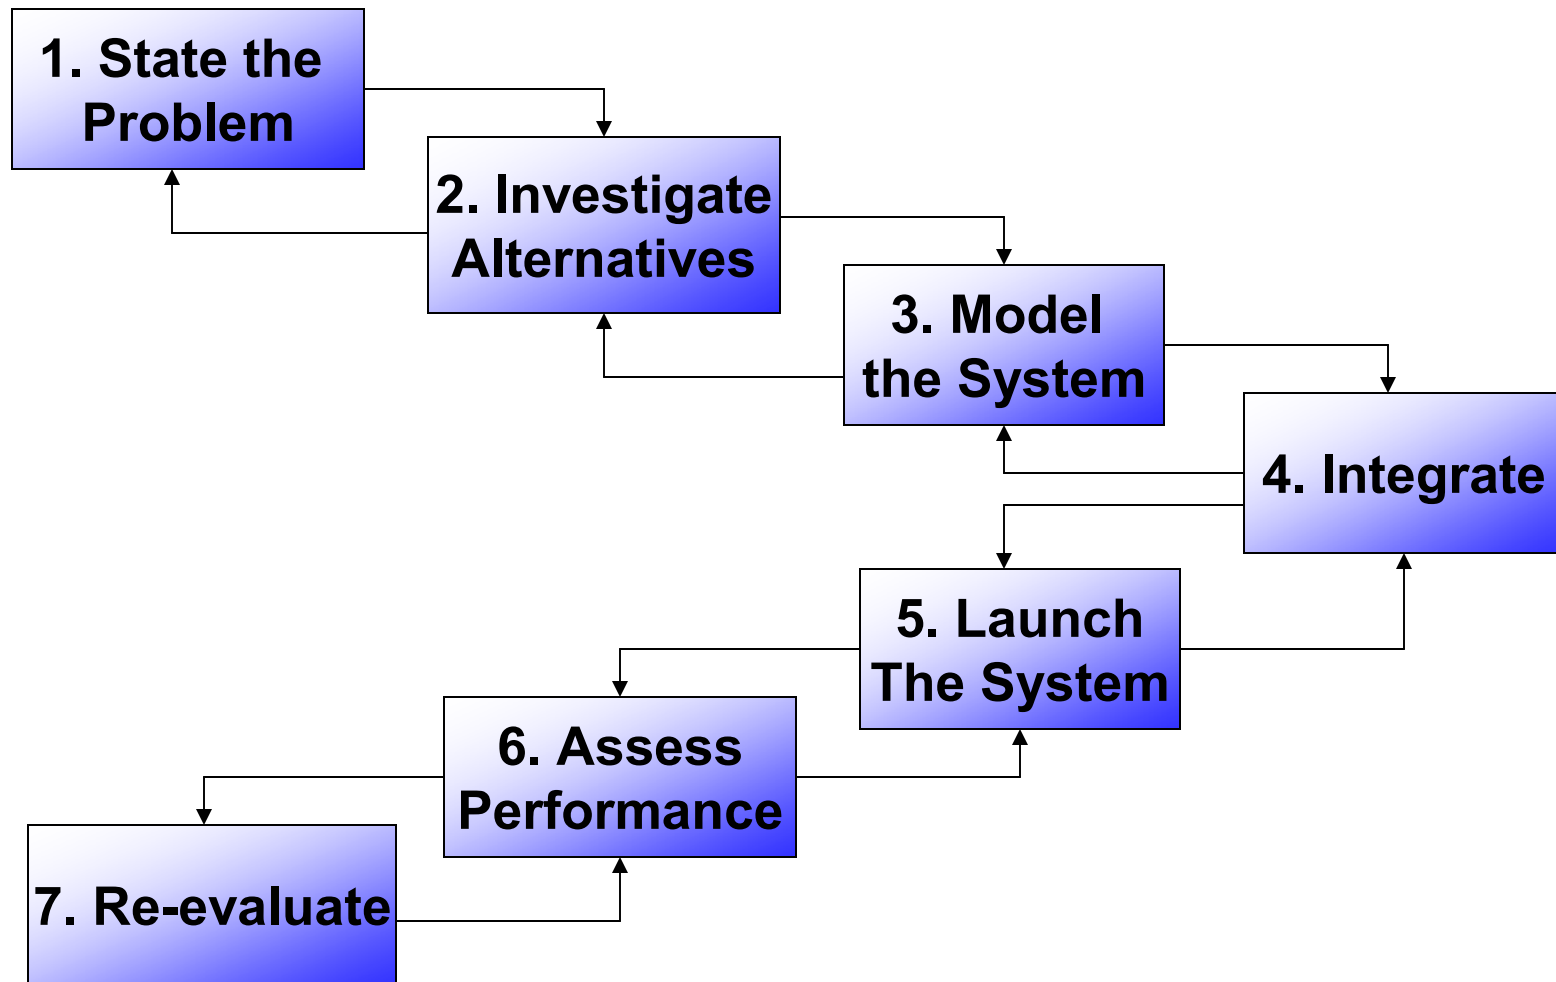 1. State the
Problem
2. Investigate
Alternatives
3. Model
the System
4. Integrate
5. Launch
The System
6. Assess
Performance
7. Re-evaluate